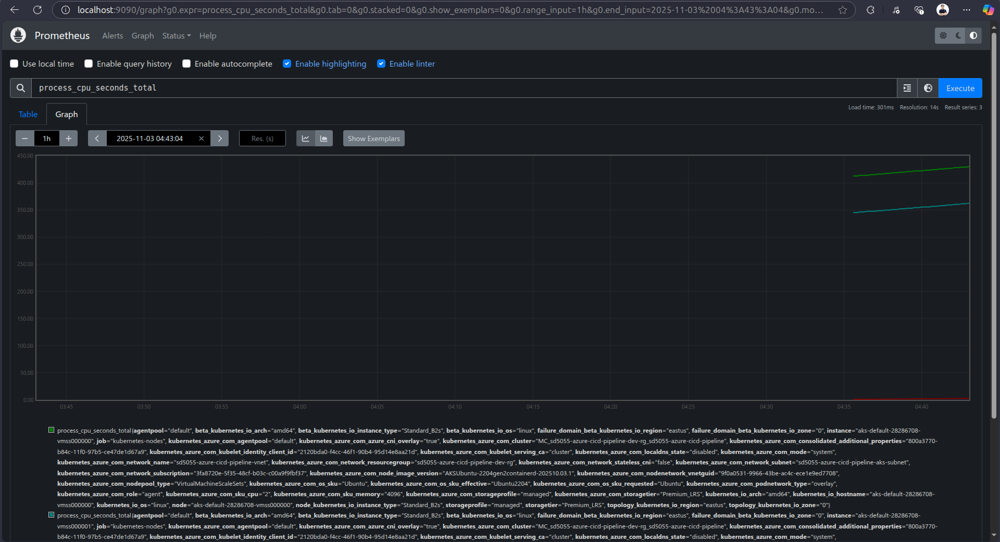 localhost:9090/graph?g0.expr=process_cpu_seconds_total&g0.tab=0&g0.stacked=0&g0.show_exemplars=0&g0.range_input=1h&g0.end_input=2025-11-03%2004%3A43%3A04&g0.mo...
Prometheus Alerts Graph Status Help
Use local time Enable query history Enable autocomplete Enable highlighting Enable linter
process_cpu_seconds_total Execute
Table Graph Load time: 301ms Resolution: 14s Result series: 3
1h 2025-11-03 04:43:04 Res. (s) Show Exemplars
450.00
400.00
350.00
300.00
250.00
200.00
150.00
100.00
50.00
0.00
03:45 03:50 03:55 04:00 04:05 04:10 04:15 04:20 04:25 04:30 04:35 04:40
process_cpu_seconds_total{agentpool="default", beta_kubernetes_io_arch="amd64", beta_kubernetes_io_instance_type="Standard_B2s", beta_kubernetes_io_os="linux", failure_domain_beta_kubernetes_io_region="eastus", failure_domain_beta_kubernetes_io_zone="0", instance="aks-default-28286708-
vmss000000", job="kubernetes-nodes", kubernetes_azure_com_agentpool="default", kubernetes_azure_com_azure_cni_overlay="true", kubernetes_azure_com_cluster="MC_sd5055-azure-cicd-pipeline-dev-rg_sd5055-azure-cicd-pipeline", kubernetes_azure_com_consolidated_additional_properties="800a3770-
b84c-11f0-97b5-ce47de1d67a9", kubernetes_azure_com_kubelet_identity_client_id="2120bda0-f4cc-46f1-90b4-95d14e8aa21d", kubernetes_azure_com_kubelet_serving_ca="cluster", kubernetes_azure_com_localdns_state="disabled", kubernetes_azure_com_mode="system",
kubernetes_azure_com_network_name="sd5055-azure-cicd-pipeline-vnet", kubernetes_azure_com_network_resourcegroup="sd5055-azure-cicd-pipeline-dev-rg", kubernetes_azure_com_network_stateless_cni="false", kubernetes_azure_com_network_subnet="sd5055-azure-cicd-pipeline-aks-subnet",
kubernetes_azure_com_network_subscription="3fa8720e-5f35-48cf-b03c-c00a9f9fbf37", kubernetes_azure_com_node_image_version="AKSUbuntu-2204gen2containerd-202510.03.1", kubernetes_azure_com_nodenetwork_vnetguid="9f0a0531-9966-43be-ac4c-ece1e9ed7708",
kubernetes_azure_com_nodepool_type="VirtualMachineScaleSets", kubernetes_azure_com_os_sku="Ubuntu", kubernetes_azure_com_os_sku_effective="Ubuntu2204", kubernetes_azure_com_os_sku_requested="Ubuntu", kubernetes_azure_com_podnetwork_type="overlay",
kubernetes_azure_com_role="agent", kubernetes_azure_com_sku_cpu="2", kubernetes_azure_com_sku_memory="4096", kubernetes_azure_com_storageprofile="managed", kubernetes_azure_com_storagetier="Premium_LRS", kubernetes_io_arch="amd64", kubernetes_io_hostname="aks-default-28286708-
vmss000000", kubernetes_io_os="linux", node="aks-default-28286708-vmss000000", node_kubernetes_io_instance_type="Standard_B2s", storageprofile="managed", storagetier="Premium_LRS", topology_kubernetes_io_region="eastus", topology_kubernetes_io_zone="0"}
process_cpu_seconds_total{agentpool="default", beta_kubernetes_io_arch="amd64", beta_kubernetes_io_instance_type="Standard_B2s", beta_kubernetes_io_os="linux", failure_domain_beta_kubernetes_io_region="eastus", failure_domain_beta_kubernetes_io_zone="0", instance="aks-default-28286708-
vmss000001", job="kubernetes-nodes", kubernetes_azure_com_agentpool="default", kubernetes_azure_com_azure_cni_overlay="true", kubernetes_azure_com_cluster="MC_sd5055-azure-cicd-pipeline-dev-rg_sd5055-azure-cicd-pipeline", kubernetes_azure_com_consolidated_additional_properties="800a3770-
b84c-11f0-97b5-ce47de1d67a9", kubernetes_azure_com_kubelet_identity_client_id="2120bda0-f4cc-46f1-90b4-95d14e8aa21d", kubernetes_azure_com_kubelet_serving_ca="cluster", kubernetes_azure_com_localdns_state="disabled", kubernetes_azure_com_mode="system",